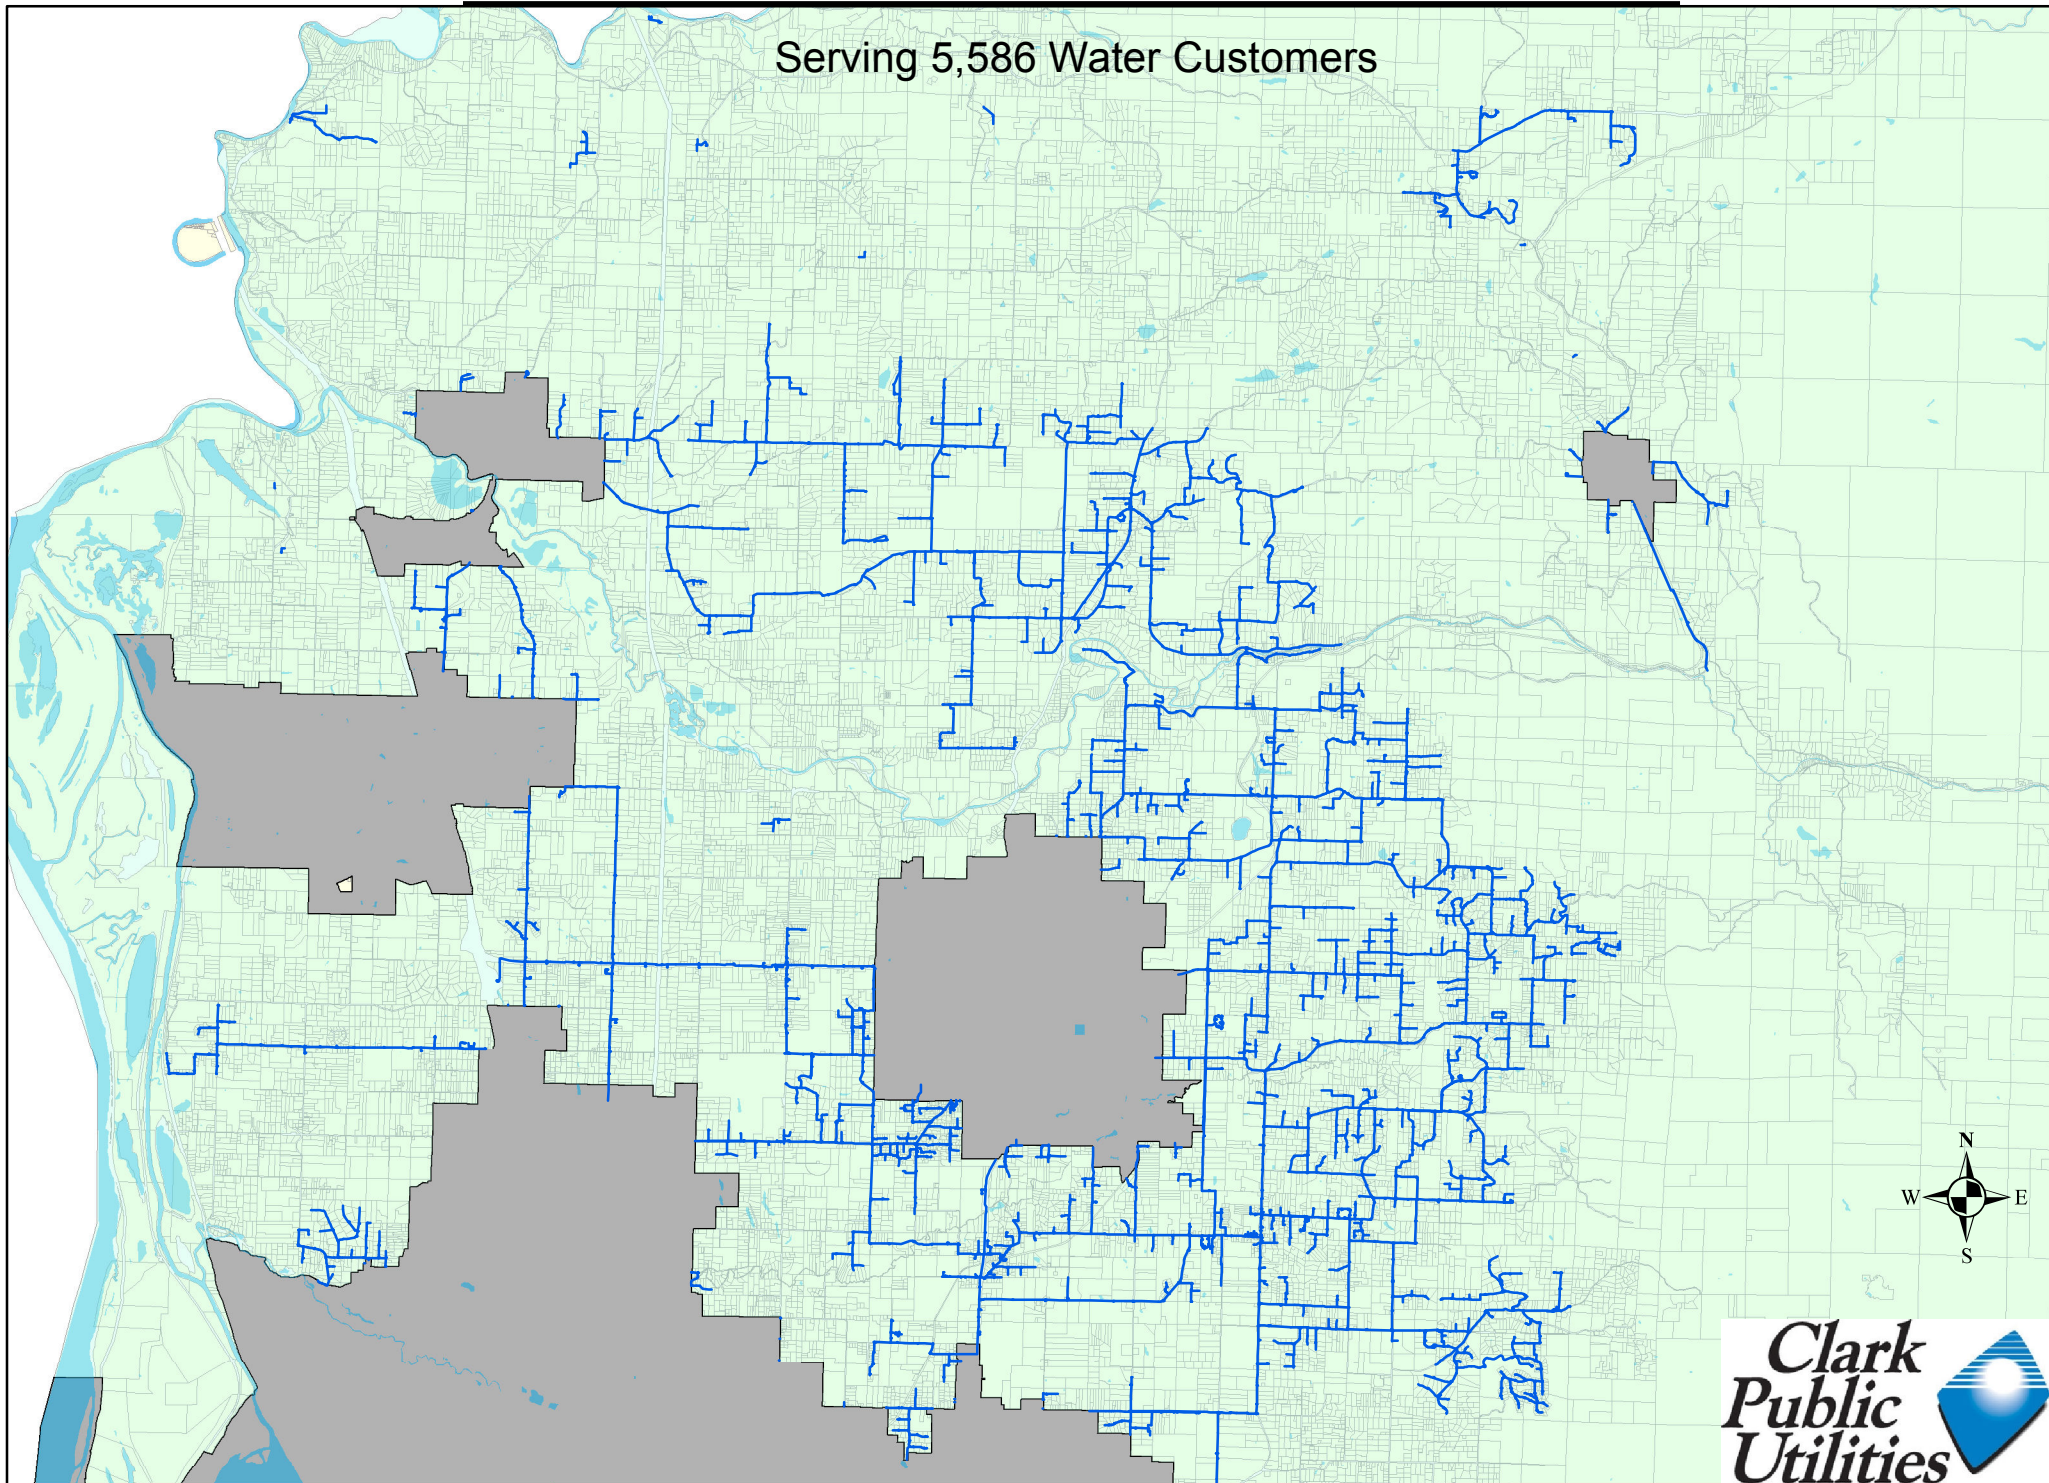 Serving 5,586 Water Customers
N
W E
S
Clark
Public
Utilities